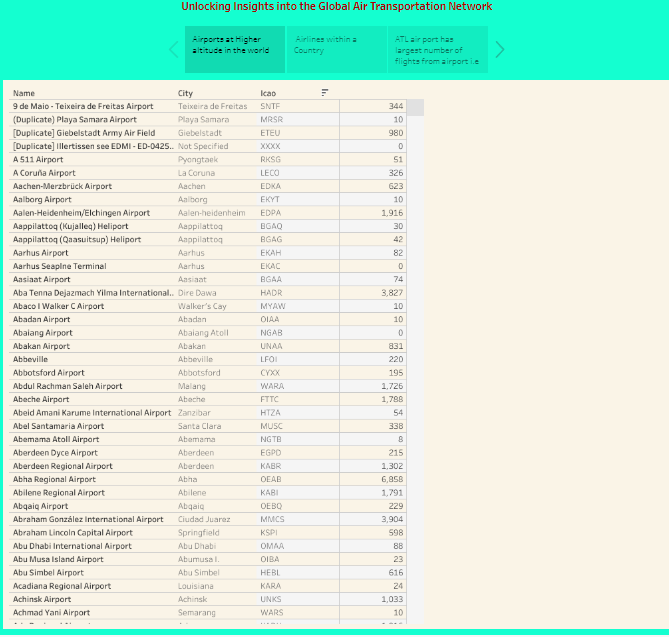 Unlocking Insights into the Global Air Transportation Network
Airports at Higher
altitude in the world
Airlines within a
Country
ATL air port has
largest number of
flights from airport i.e
Name City Icao
9 de Maio - Teixeira de Freitas Airport Teixeira de Freitas SNTF 344
(Duplicate) Playa Samara Airport Playa Samara MRSR 10
[Duplicate] Giebelstadt Army Air Field Giebelstadt ETEU 980
[Duplicate] Illertissen see EDMI - ED-0425.. Not Specified XXXX 0
A 511 Airport Pyongtaek RKSG 51
A Coruña Airport La Coruna LECO 326
Aachen-Merzbrück Airport Aachen EDKA 623
Aalborg Airport Aalborg EKYT 10
Aalen-Heidenheim/Elchingen Airport Aalen-heidenheim EDPA 1,916
Aappilattoq (Kujalleq) Heliport Aappilattoq BGAQ 30
Aappilattoq (Qaasuitsup) Heliport Aappilattoq BGAG 42
Aarhus Airport Aarhus EKAH 82
Aarhus Seaplne Terminal Aarhus EKAC 0
Aasiaat Airport Aasiaat BGAA 74
Aba Tenna Dejazmach Yilma International.. Dire Dawa HADR 3,827
Abaco I Walker C Airport Walker's Cay MYAW 10
Abadan Airport Abadan OIAA 10
Abaiang Airport Abaiang Atoll NGAB 0
Abakan Airport Abakan UNAA 831
Abbeville Abbeville LFOI 220
Abbotsford Airport Abbotsford CYXX 195
Abdul Rachman Saleh Airport Malang WARA 1,726
Abeche Airport Abeche FTTC 1,788
Abeid Amani Karume International Airport Zanzibar HTZA 54
Abel Santamaria Airport Santa Clara MUSC 338
Abemama Atoll Airport Abemama NGTB 8
Aberdeen Dyce Airport Aberdeen EGPD 215
Aberdeen Regional Airport Aberdeen KABR 1,302
Abha Regional Airport Abha OEAB 6,858
Abilene Regional Airport Abilene KABI 1,791
Abqaiq Airport Abqaiq OEBQ 229
Abraham González International Airport Ciudad Juarez MMCS 3,904
Abraham Lincoln Capital Airport Springfield KSPI 598
Abu Dhabi International Airport Abu Dhabi OMAA 88
Abu Musa Island Airport Abumusa I. OIBA 23
Abu Simbel Airport Abu Simbel HEBL 616
Acadiana Regional Airport Louisiana KARA 24
Achinsk Airport Achinsk UNKS 1,033
Achmad Yani Airport Semarang WARS 10